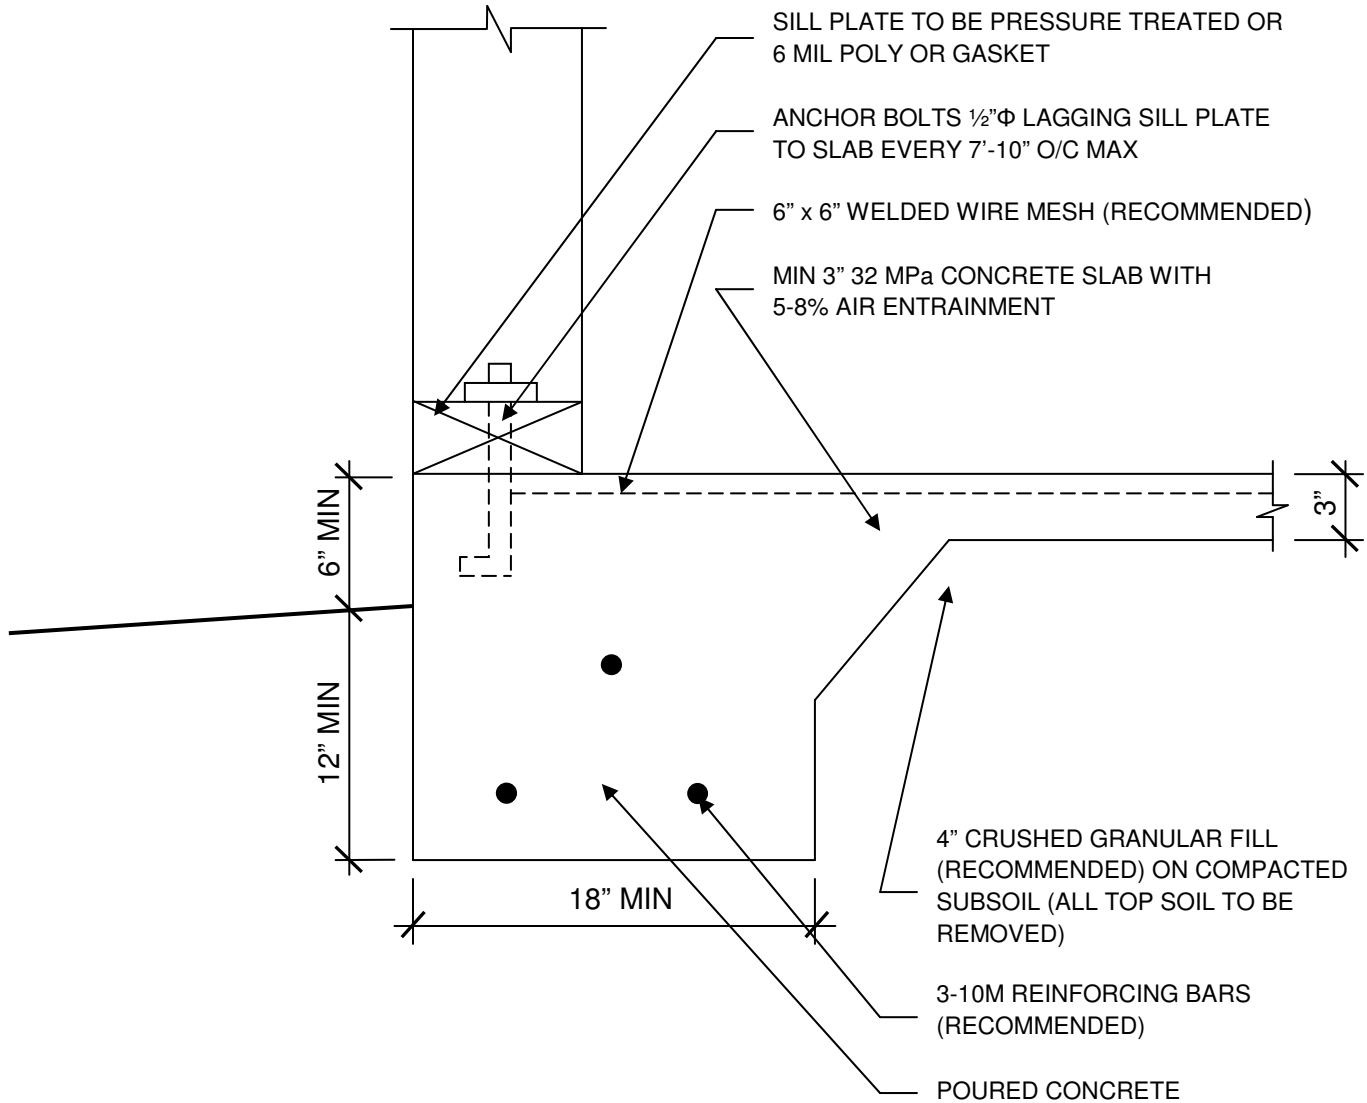 SILL PLATE TO BE PRESSURE TREATED OR
6 MIL POLY OR GASKET
ANCHOR BOLTS ½”Φ LAGGING SILL PLATE
TO SLAB EVERY 7’-10” O/C MAX
6” x 6” WELDED WIRE MESH (RECOMMENDED)
MIN 3” 32 MPa CONCRETE SLAB WITH
5-8% AIR ENTRAINMENT
6” MIN
3”
12” MIN
18” MIN
4” CRUSHED GRANULAR FILL
(RECOMMENDED) ON COMPACTED
SUBSOIL (ALL TOP SOIL TO BE
REMOVED)
3-10M REINFORCING BARS
(RECOMMENDED)
POURED CONCRETE